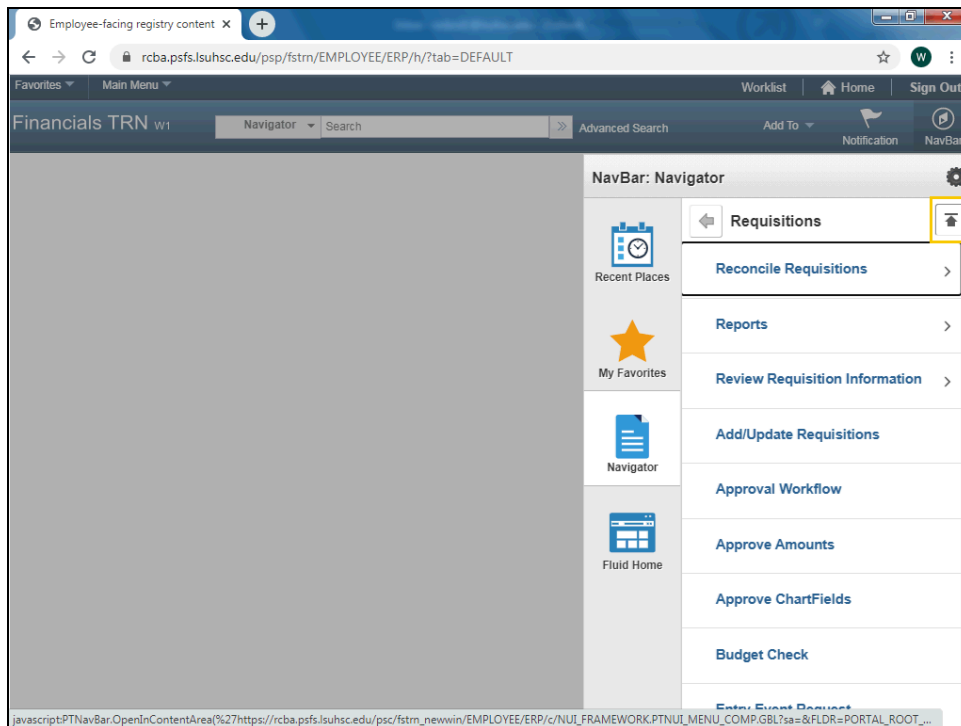 Employee-facing registry content
rcba.psfs.lsuhsc.edu/psp/fstrn/EMPLOYEE/ERP/h/?tab=DEFAULT
W
Favorites Main Menu Worklist Home Sign Out
Financials TRN W1 Navigator Search Advanced Search Add To Notification NavBar
NavBar: Navigator
Recent Places
My Favorites
Navigator
Fluid Home
Requisitions
Reconcile Requisitions
Reports
Review Requisition Information
Add/Update Requisitions
Approval Workflow
Approve Amounts
Approve ChartFields
Budget Check
Entry Event Request
javascript:PTNavBar.OpenInContentArea(%27https://rcba.psfs.lsuhsc.edu/psc/fstrn_newwin/EMPLOYEE/ERP/c/NUI_FRAMEWORK.PTNUI_MENU_COMP.GBL?sa=&FLDR=PORTAL_ROOT_...